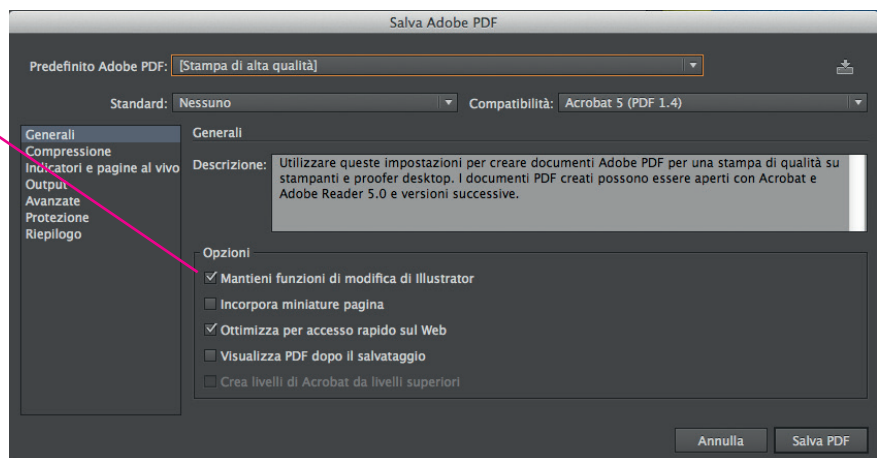 Salva Adobe PDF
Predefinito Adobe PDF: [Stampa di alta qualità]
Standard: Nessuno Compatibilità: Acrobat 5 (PDF 1.4)
Generali
Compressione
Indicatori e pagine al vivo
Output
Avanzate
Protezione
Riepilogo
Generali
Descrizione: Utilizzare queste impostazioni per creare documenti Adobe PDF per una stampa di qualità su
stampanti e proofer desktop. I documenti PDF creati possono essere aperti con Acrobat e
Adobe Reader 5.0 e versioni successive.
Opzioni
Mantieni funzioni di modifica di Illustrator
Incorpora miniature pagina
Ottimizza per accesso rapido sul Web
Visualizza PDF dopo il salvataggio
Crea livelli di Acrobat da livelli superiori
Annulla Salva PDF